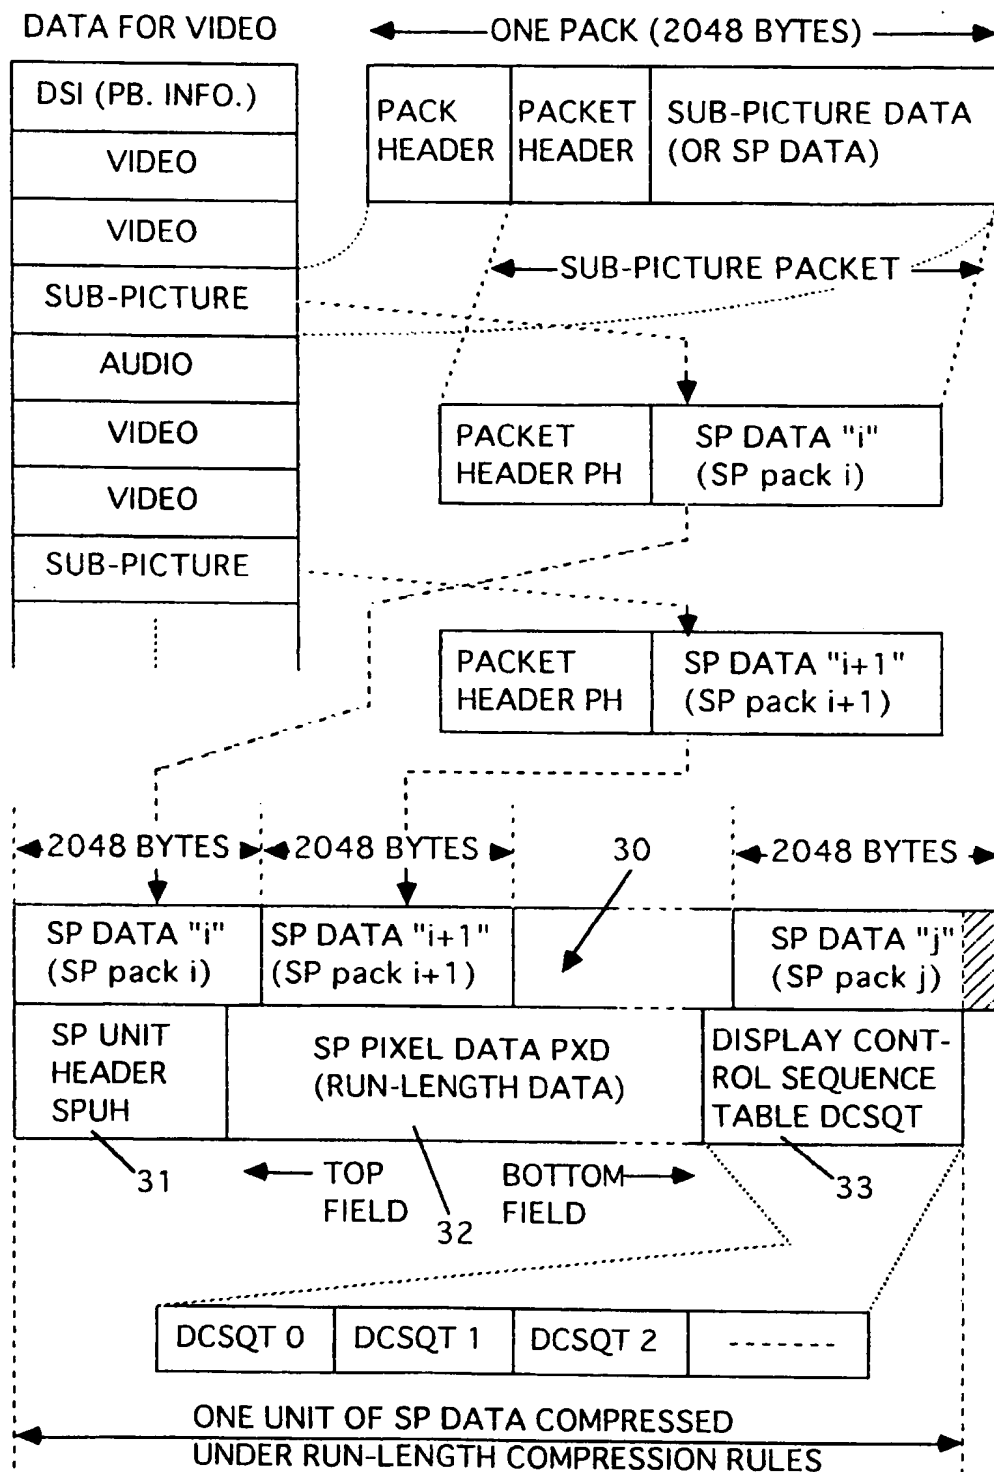 DATA FOR VIDEO
ONE PACK (2048 BYTES)
DSI (PB. INFO.)
VIDEO
VIDEO
SUB-PICTURE
AUDIO
VIDEO
VIDEO
SUB-PICTURE
PACK
HEADER
PACKET
HEADER
SUB-PICTURE DATA
(OR SP DATA)
SUB-PICTURE PACKET
PACKET
HEADER PH
SP DATA "i"
(SP pack i)
PACKET
HEADER PH
SP DATA "i+1"
(SP pack i+1)
2048 BYTES
2048 BYTES
30
2048 BYTES
SP DATA "i"
(SP pack i)
SP DATA "i+1"
(SP pack i+1)
SP DATA "j"
(SP pack j)
SP UNIT
HEADER
SPUH
SP PIXEL DATA PXD
(RUN-LENGTH DATA)
DISPLAY CONT-
ROL SEQUENCE
TABLE DCSQT
31
TOP
FIELD
32
BOTTOM
FIELD
33
DCSQT 0
DCSQT 1
DCSQT 2
-------
ONE UNIT OF SP DATA COMPRESSED
UNDER RUN-LENGTH COMPRESSION RULES